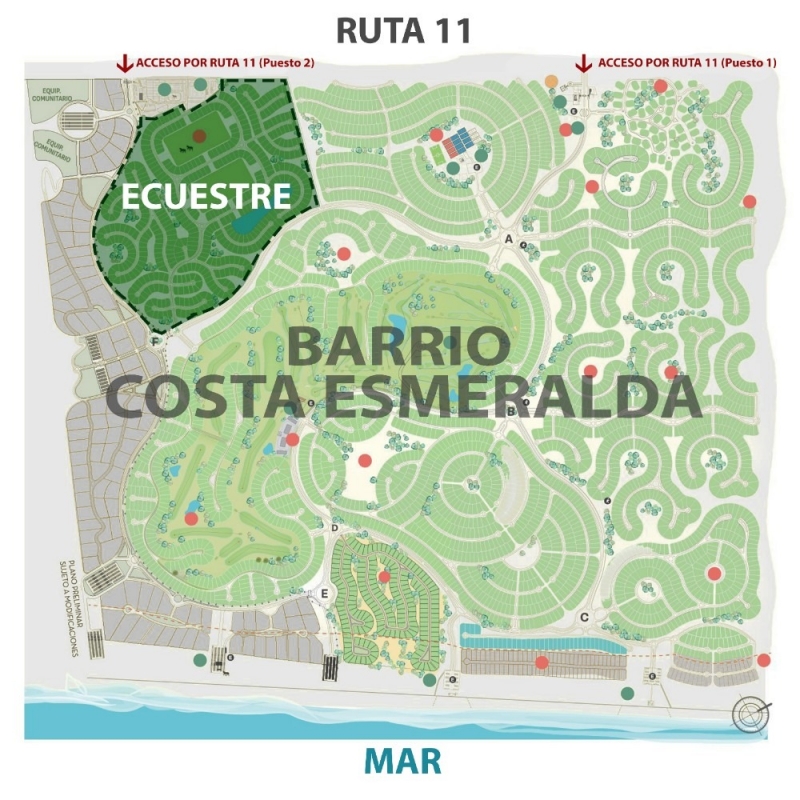 RUTA 11
ACCESO POR RUTA 11 (Puesto 2)
ACCESO POR RUTA 11 (Puesto 1)
EQUIP.
COMUNITARIO
EQUIP.
COMUNITARIO
ECUESTRE
A
F
BARRIO
COSTA ESMERALDA
B
D
E
C
PLANO PRELIMINAR
SUJETO A MODIFICACIONES
MAR